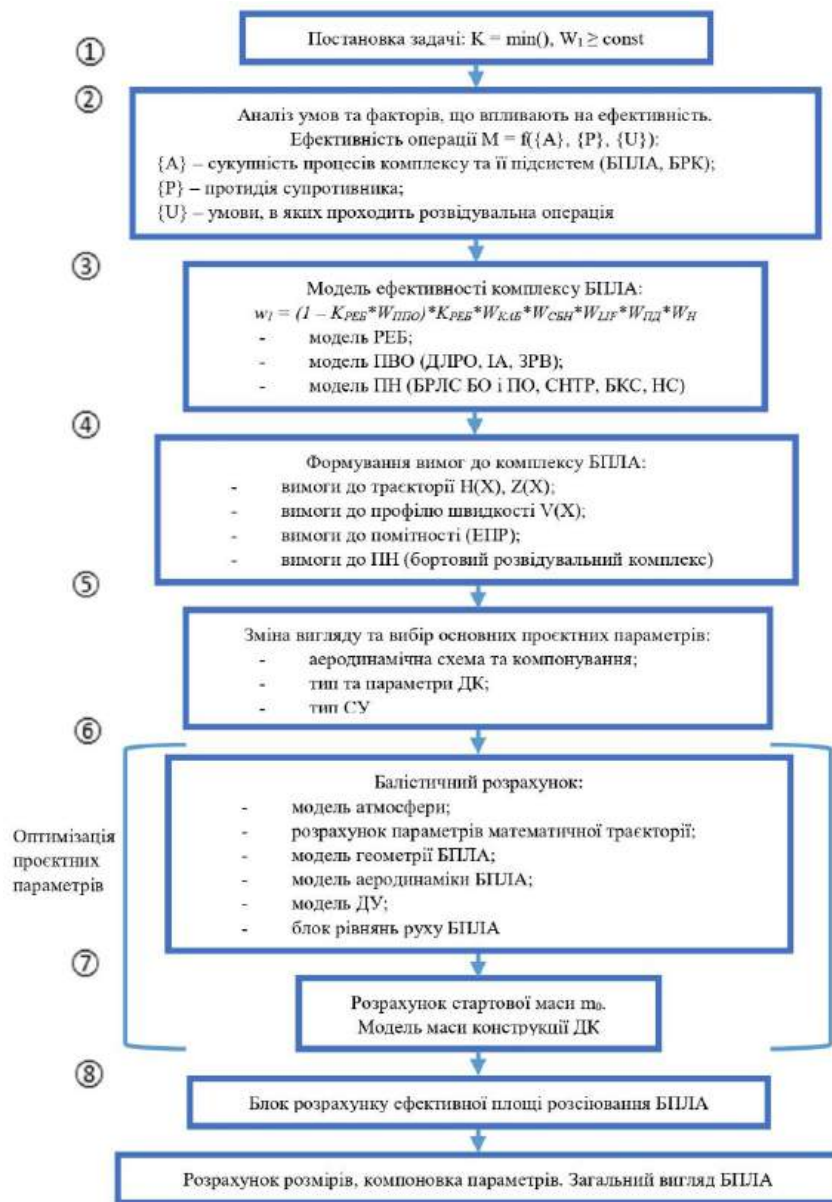 ①
Постановка задачі: K = min(), W₁ ≥ const
②
Аналіз умов та факторів, що впливають на ефективність.
Ефективність операції M = f({A}, {P}, {U}):
{A} – сукупність процесів комплексу та її підсистем (БПЛА, БРК);
{P} – протидія супротивника;
{U} – умови, в яких проходить розвідувальна операція
③
Модель ефективності комплексу БПЛА:
w₁ = (1 – K_РЕБ*W_ППО)*K_РЕБ*W_КАБ*W_СБН*W_LJF*W_ПД*W_Н
- модель РЕБ;
- модель ПВО (ДЛРО, ІА, ЗРВ);
- модель ПН (БРЛС БО і ПО, СНТР, БКС, НС)
④
Формування вимог до комплексу БПЛА:
- вимоги до траєкторії H(X), Z(X);
- вимоги до профілю швидкості V(X);
- вимоги до помітності (ЕПР);
- вимоги до ПН (бортовий розвідувальний комплекс)
⑤
Зміна вигляду та вибір основних проєктних параметрів:
- аеродинамічна схема та компонування;
- тип та параметри ДК;
- тип СУ
⑥
Оптимізація
проєктних
параметрів
Балістичний розрахунок:
- модель атмосфери;
- розрахунок параметрів математичної траєкторії;
- модель геометрії БПЛА;
- модель аеродинаміки БПЛА;
- модель ДУ;
- блок рівнянь руху БПЛА
⑦
Розрахунок стартової маси m₀.
Модель маси конструкції ДК
⑧
Блок розрахунку ефективної площі розсіювання БПЛА
Розрахунок розмірів, компоновка параметрів. Загальний вигляд БПЛА